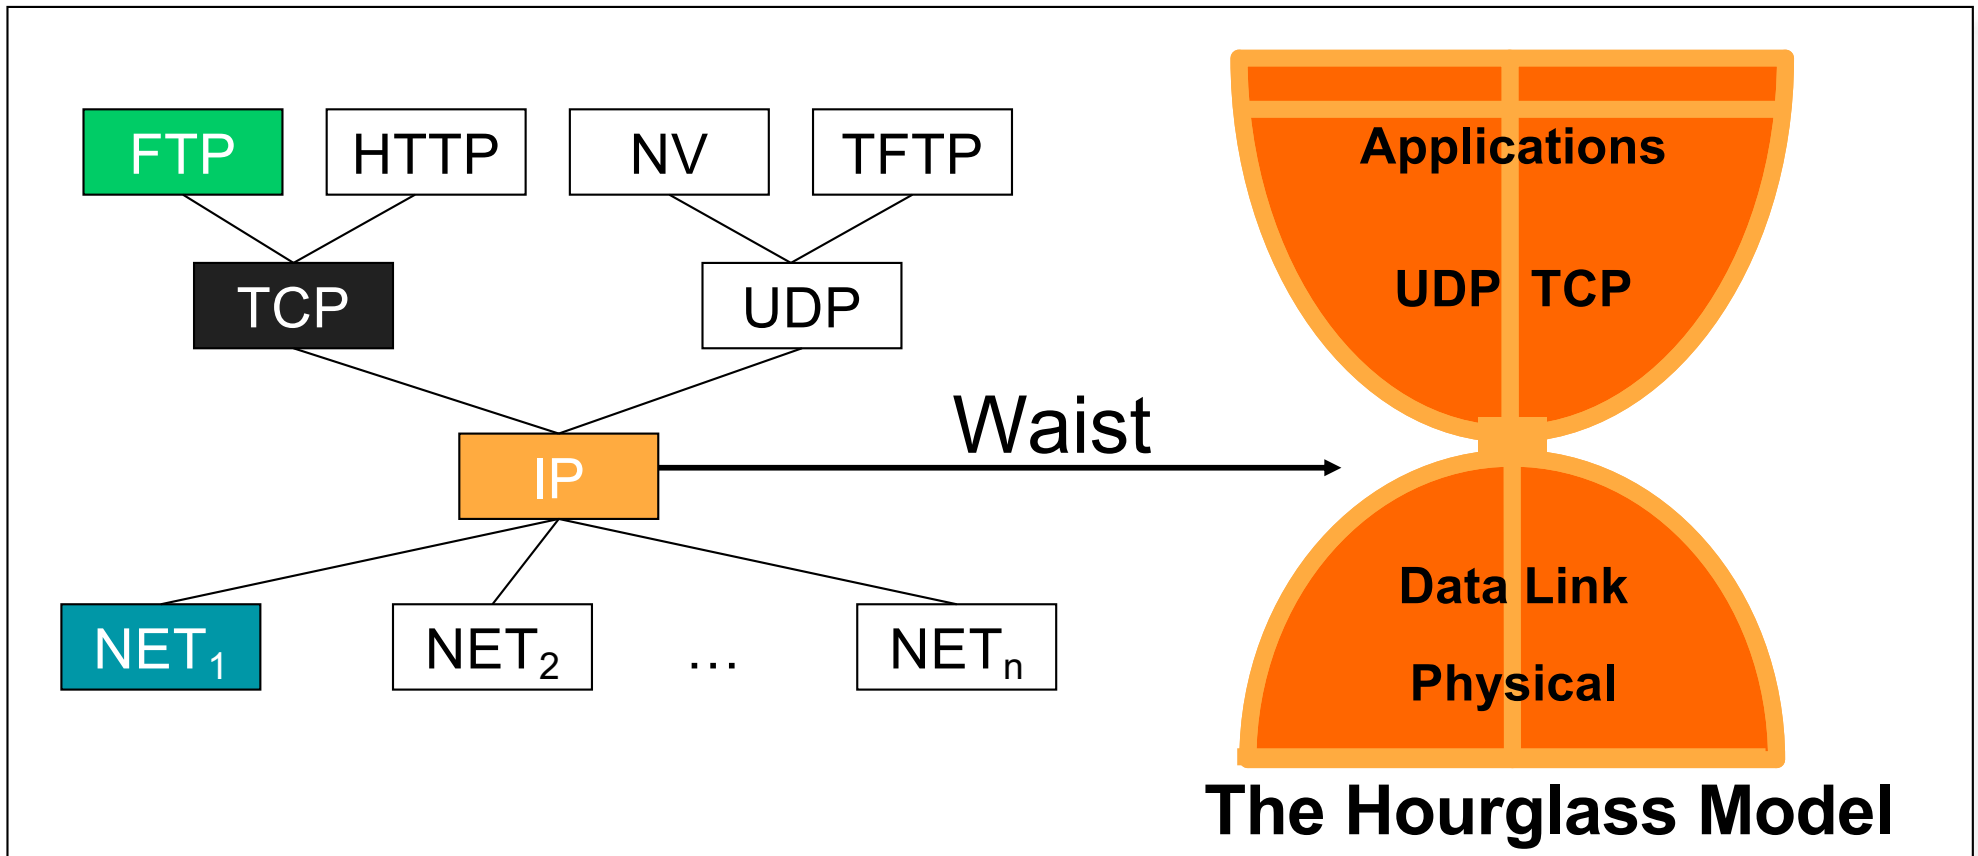 FTP HTTP NV TFTP
Applications
TCP UDP
UDP TCP
Waist
IP
Data Link
NET1 NET2 … NETn
Physical
The Hourglass Model